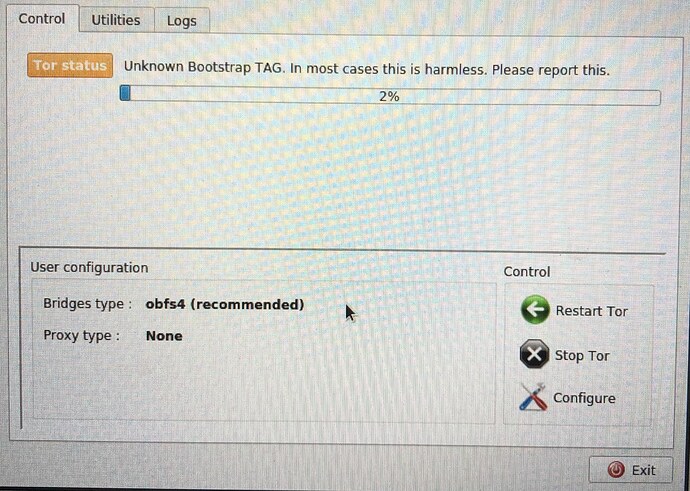 Control Utilities Logs
Tor status Unknown Bootstrap TAG. In most cases this is harmless. Please report this.
2%
User configuration
Bridges type : obfs4 (recommended)
Proxy type : None
Control
Restart Tor
Stop Tor
Configure
Exit